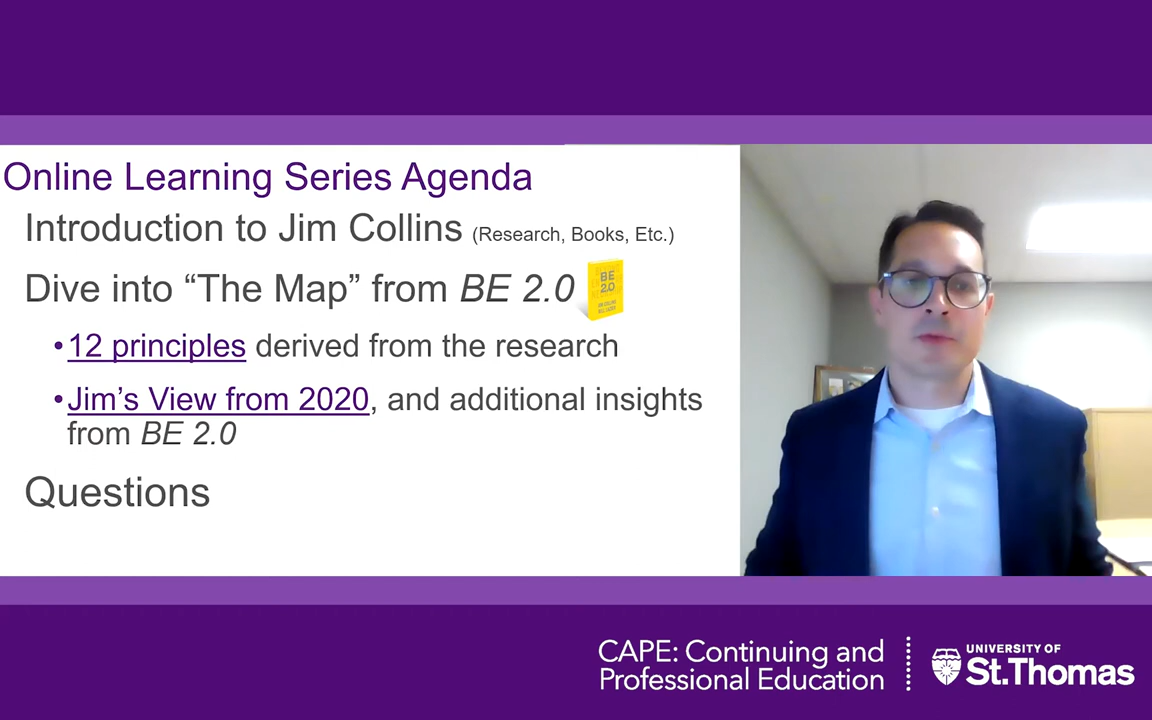 Online Learning Series Agenda
Introduction to Jim Collins (Research, Books, Etc.)
Dive into “The Map” from BE 2.0
BE
2.0
•12 principles derived from the research
•Jim’s View from 2020, and additional insights
from BE 2.0
Questions
CAPE: Continuing and
Professional Education
UNIVERSITY OF
St.Thomas